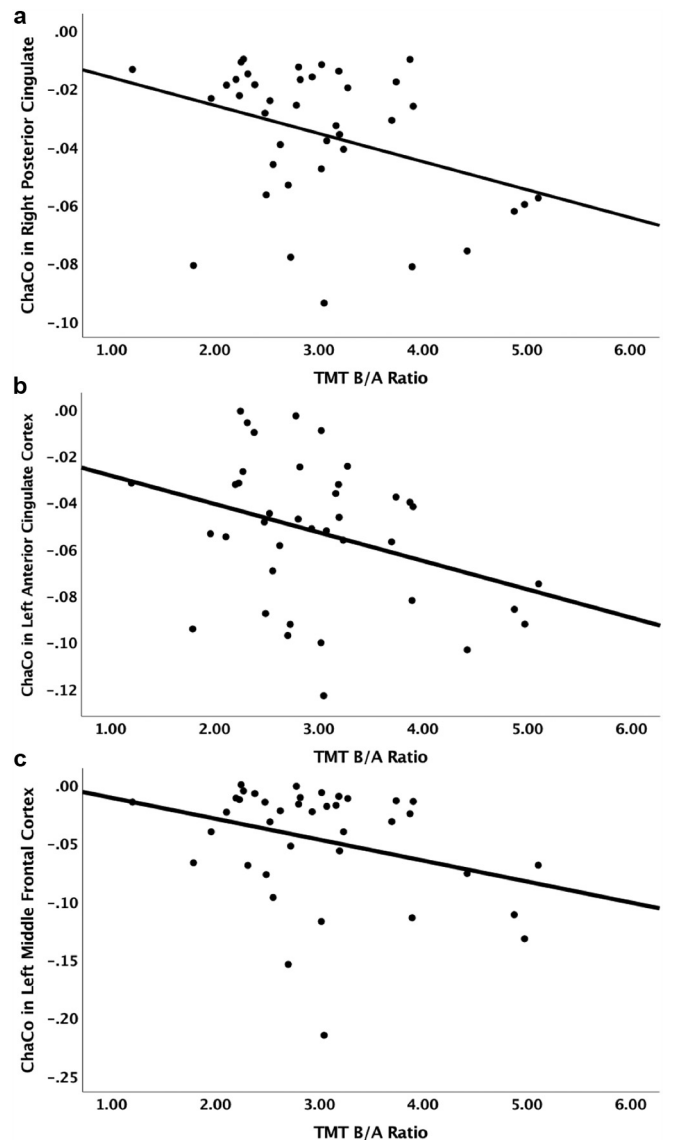 a
ChaCo in Right Posterior Cingulate
.00
-.02
-.04
-.06
-.08
-.10
1.00 2.00 3.00 4.00 5.00 6.00
TMT B/A Ratio
b
ChaCo in Left Anterior Cingulate Cortex
.00
-.02
-.04
-.06
-.08
-.10
-.12
1.00 2.00 3.00 4.00 5.00 6.00
TMT B/A Ratio
c
ChaCo in Left Middle Frontal Cortex
.00
-.05
-.10
-.15
-.20
-.25
1.00 2.00 3.00 4.00 5.00 6.00
TMT B/A Ratio